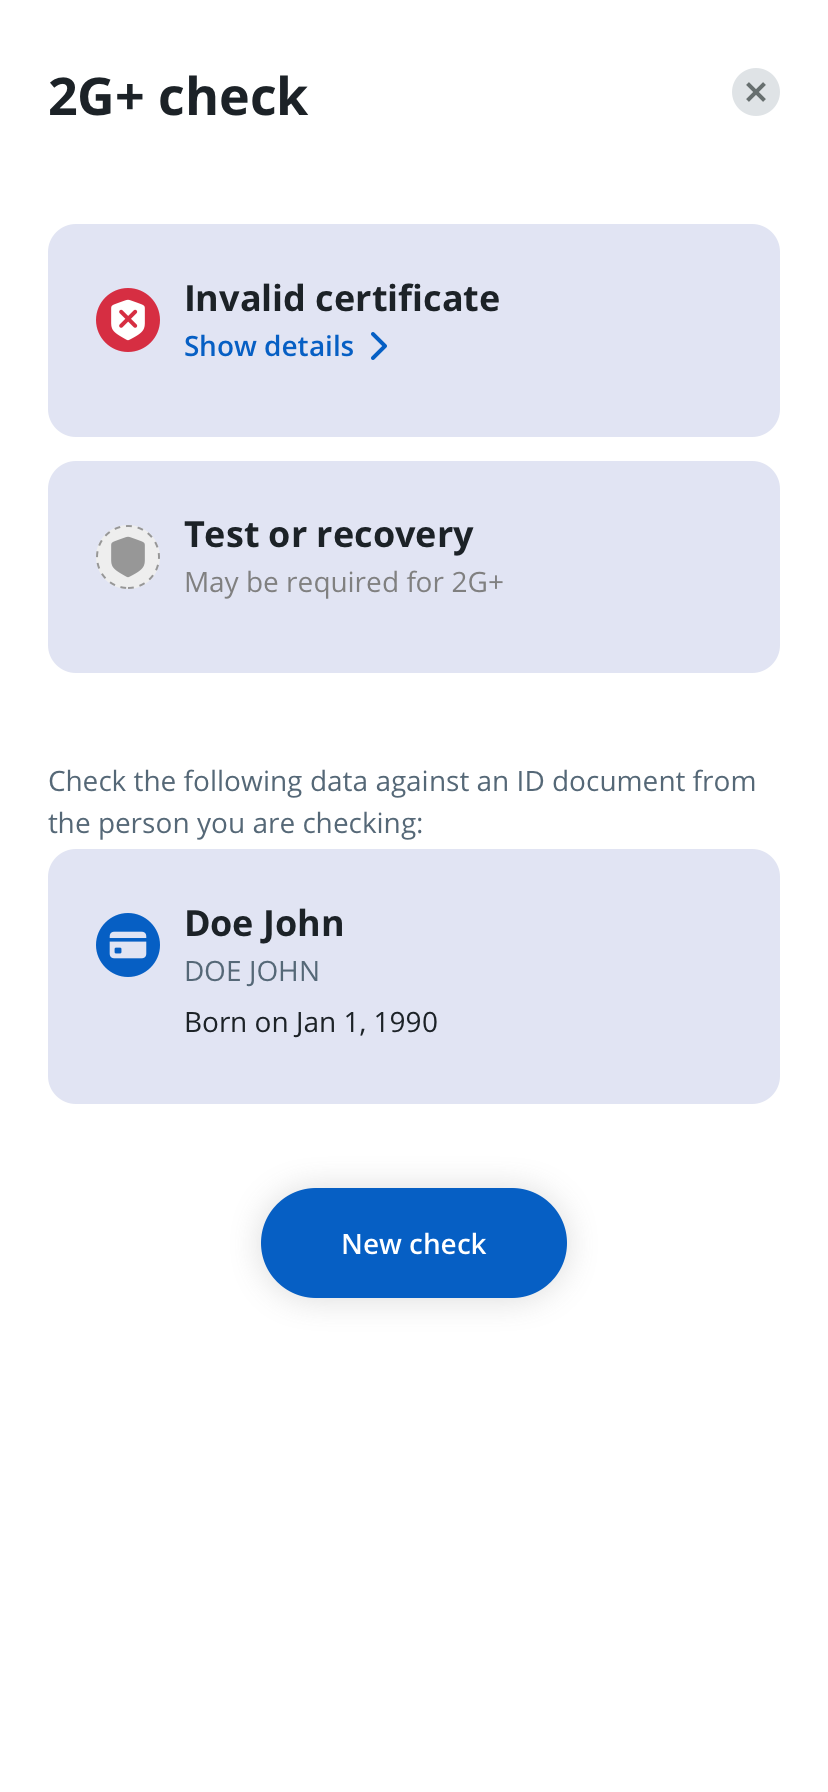 2G+ check
Invalid certificate
Show details
Test or recovery
May be required for 2G+
Check the following data against an ID document from
the person you are checking:
Doe John
DOE JOHN
Born on Jan 1, 1990
New check